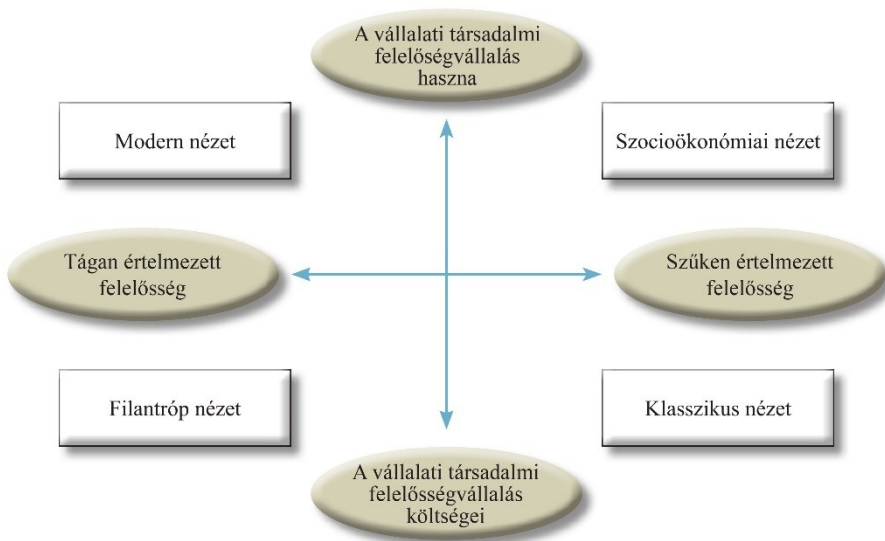 A vállalati társadalmi
felelőségvállalás
haszna
Modern nézet
Szocioökonómiai nézet
Tágan értelmezett
felelősség
Szűken értelmezett
felelősség
Filantróp nézet
Klasszikus nézet
A vállalati társadalmi
felelősségvállalás
költségei